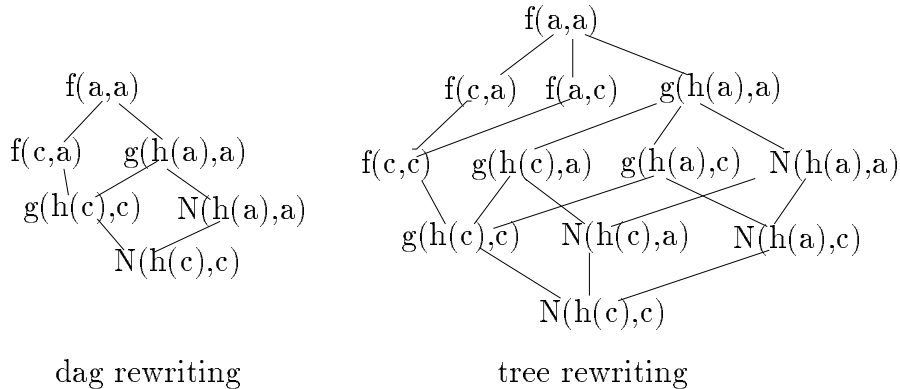 f(a,a)
f(a,a)
f(c,a) f(a,c) g(h(a),a)
f(c,a) g(h(a),a)
f(c,c) g(h(c),a) g(h(a),c) N(h(a),a)
g(h(c),c) N(h(a),a)
g(h(c),c) N(h(c),a) N(h(a),c)
N(h(c),c)
N(h(c),c)
dag rewriting tree rewriting